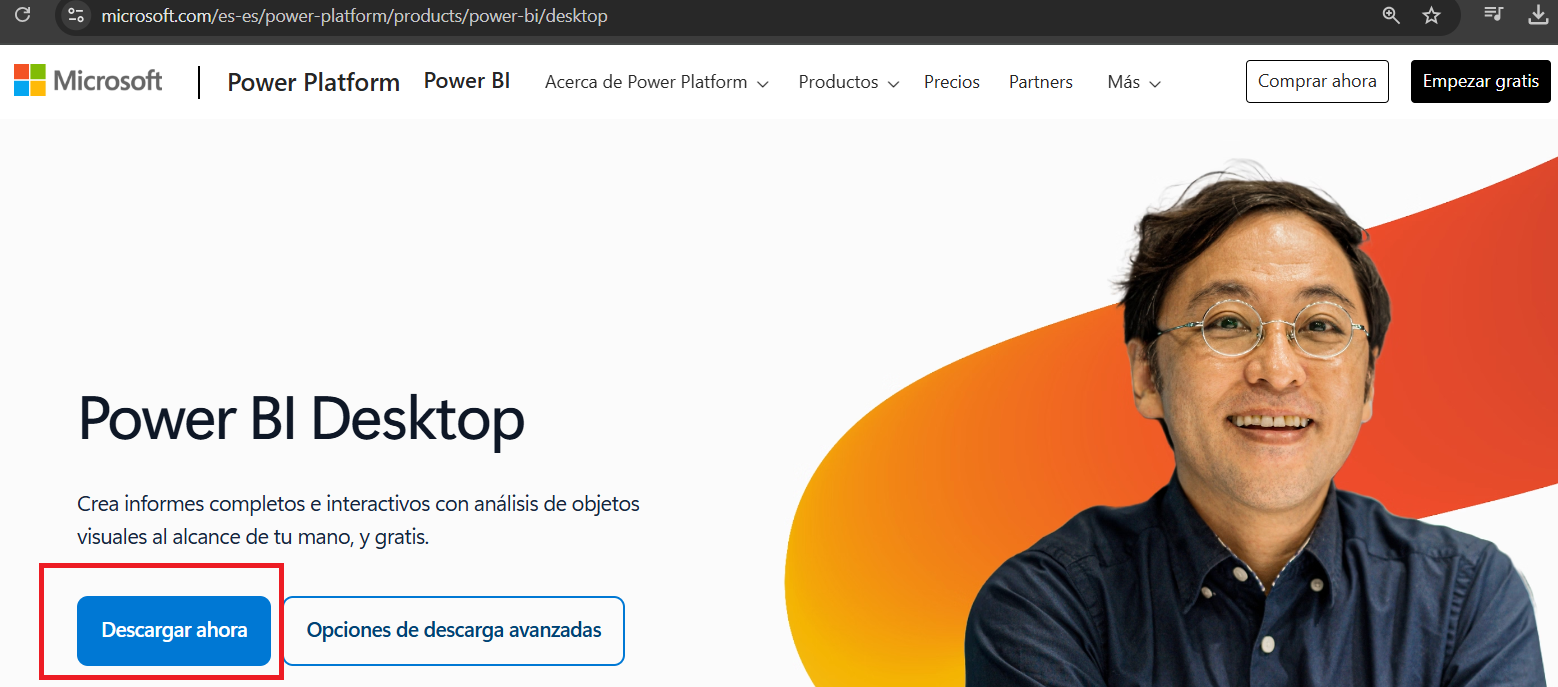 microsoft.com/es-es/power-platform/products/power-bi/desktop
Microsoft
Power Platform
Power BI
Acerca de Power Platform
Productos
Precios
Partners
Más
Comprar ahora
Empezar gratis
Power BI Desktop
Crea informes completos e interactivos con análisis de objetos
visuales al alcance de tu mano, y gratis.
Descargar ahora
Opciones de descarga avanzadas